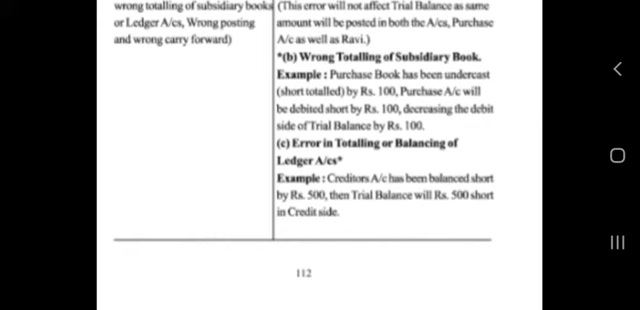 wrong totalling of subsidiary books
or Ledger A/cs, Wrong posting
and wrong carry forward)
(This error will not affect Trial Balance as same
amount will be posted in both the A/cs, Purchase
A/c as well as Ravi.)
*(b) Wrong Totalling of Subsidiary Book.
Example : Purchase Book has been undercast
(short totalled) by Rs. 100, Purchase A/c will
be debited short by Rs. 100, decreasing the debit
side of Trial Balance by Rs. 100.
(c) Error in Totalling or Balancing of
Ledger A/cs*
Example : Creditors A/c has been balanced short
by Rs. 500, then Trial Balance will Rs. 500 short
in Credit side.
112